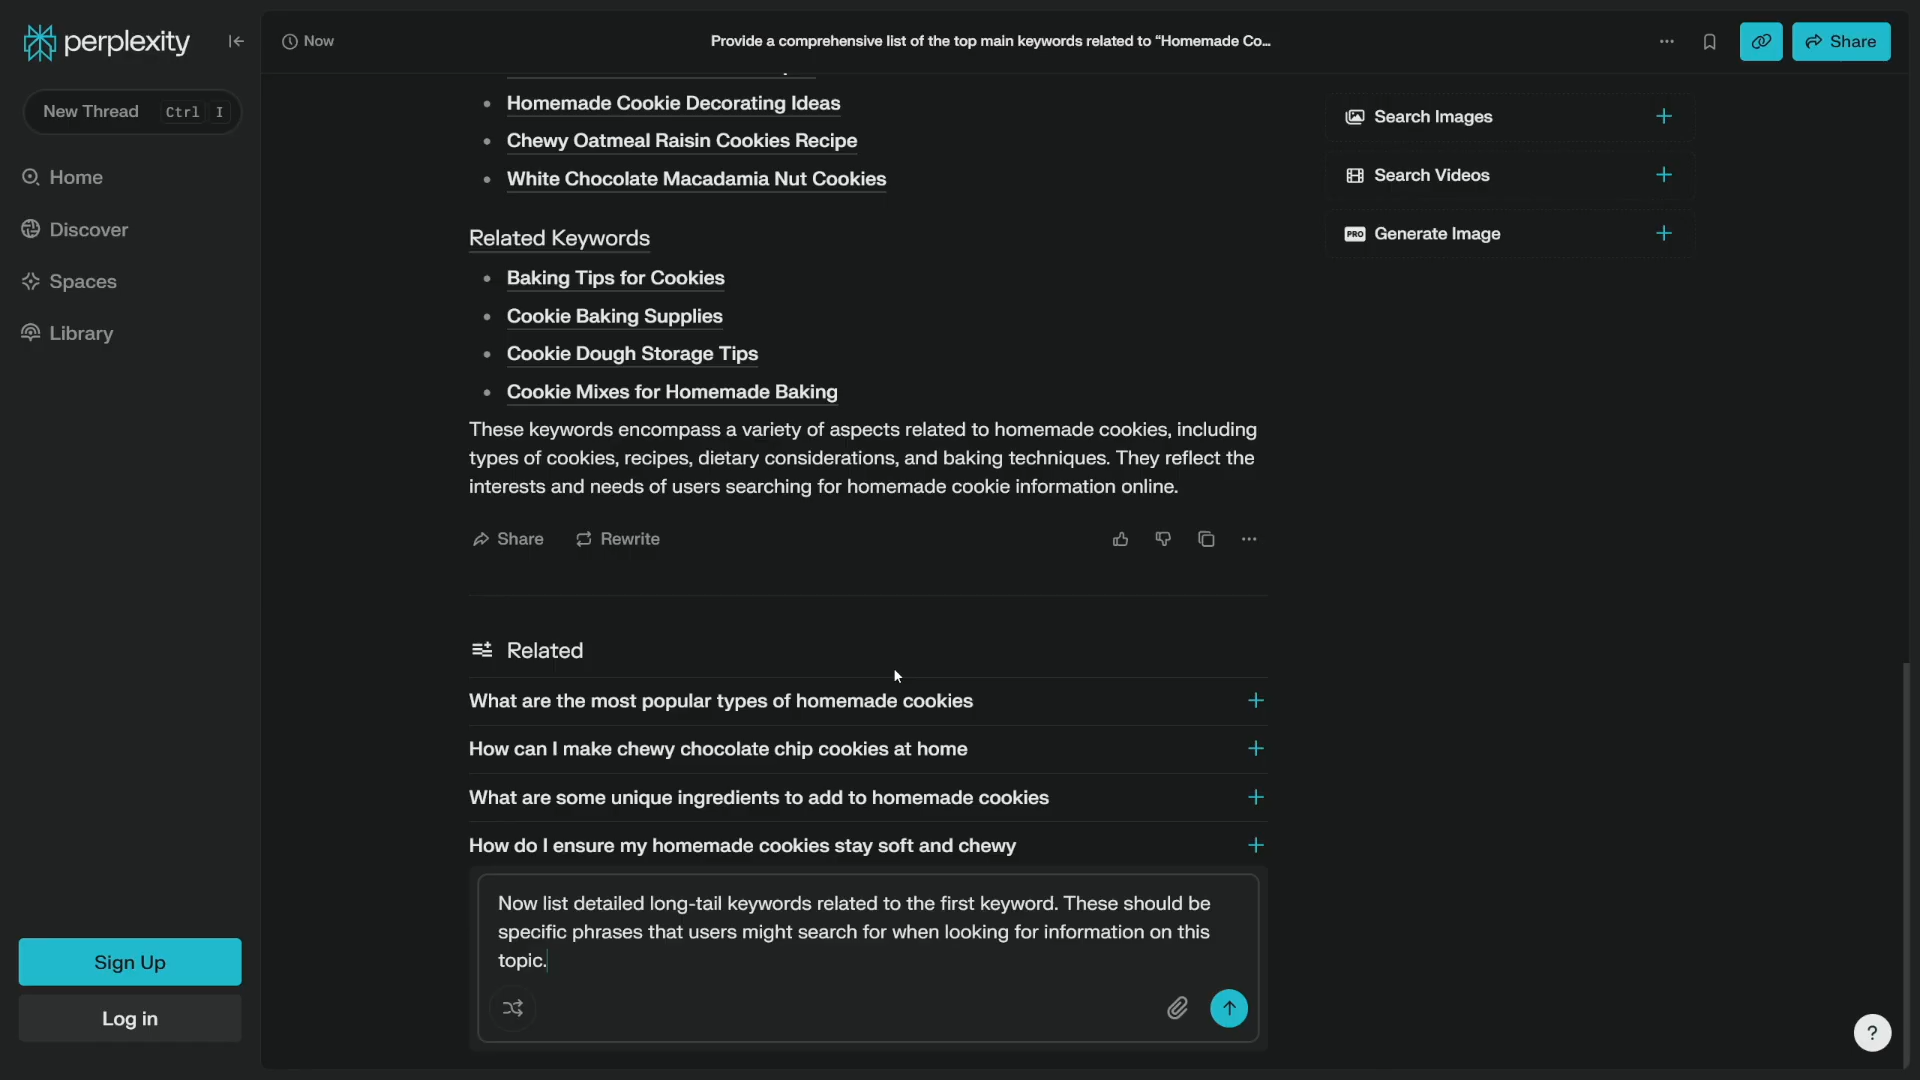 perplexity
Now
Provide a comprehensive list of the top main keywords related to “Homemade Co...
Share
New Thread Ctrl I
Home
Discover
Spaces
Library
Homemade Cookie Decorating Ideas
Chewy Oatmeal Raisin Cookies Recipe
White Chocolate Macadamia Nut Cookies
Related Keywords
Baking Tips for Cookies
Cookie Baking Supplies
Cookie Dough Storage Tips
Cookie Mixes for Homemade Baking
These keywords encompass a variety of aspects related to homemade cookies, including
types of cookies, recipes, dietary considerations, and baking techniques. They reflect the
interests and needs of users searching for homemade cookie information online.
Share Rewrite
Related
What are the most popular types of homemade cookies
How can I make chewy chocolate chip cookies at home
What are some unique ingredients to add to homemade cookies
How do I ensure my homemade cookies stay soft and chewy
Now list detailed long-tail keywords related to the first keyword. These should be
specific phrases that users might search for when looking for information on this
topic.
Search Images
Search Videos
PRO Generate Image
Sign Up
Log in
?